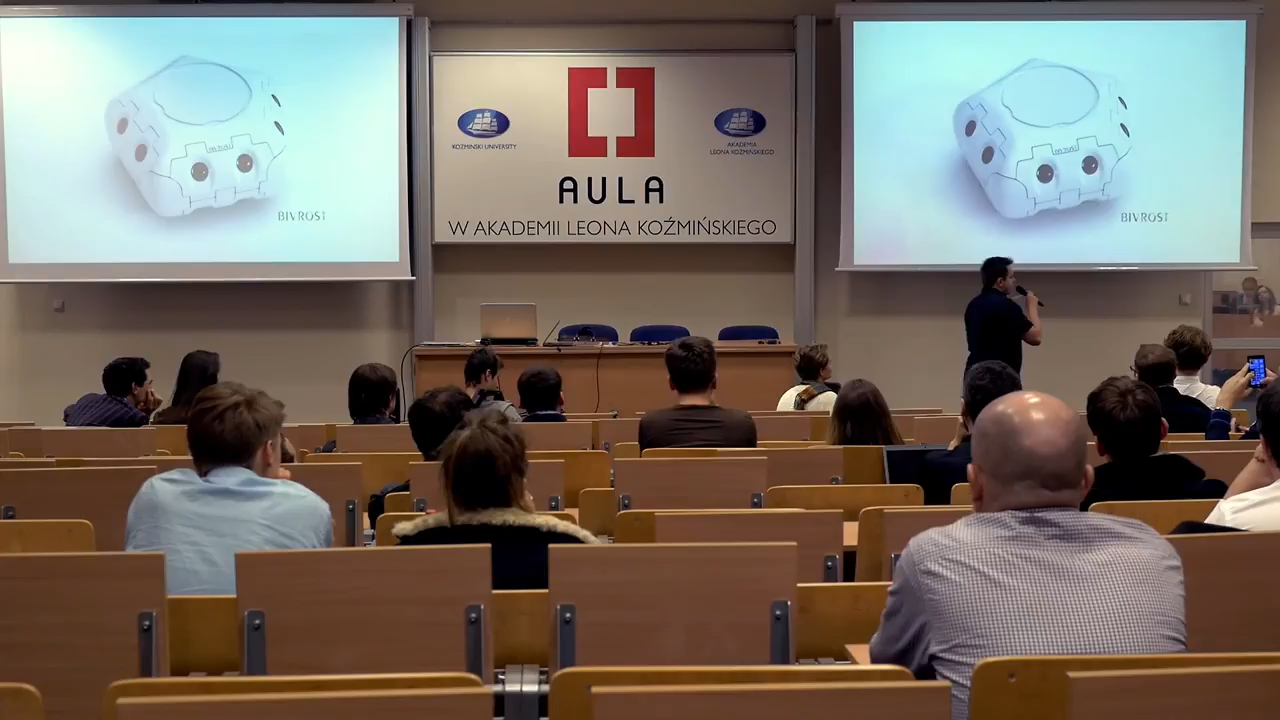 BIVROST
KOZMINSKI UNIVERSITY
AKADEMIA
LEONA KOŹMIŃSKIEGO
AULA
W AKADEMII LEONA KOŹMIŃSKIEGO
BIVROST